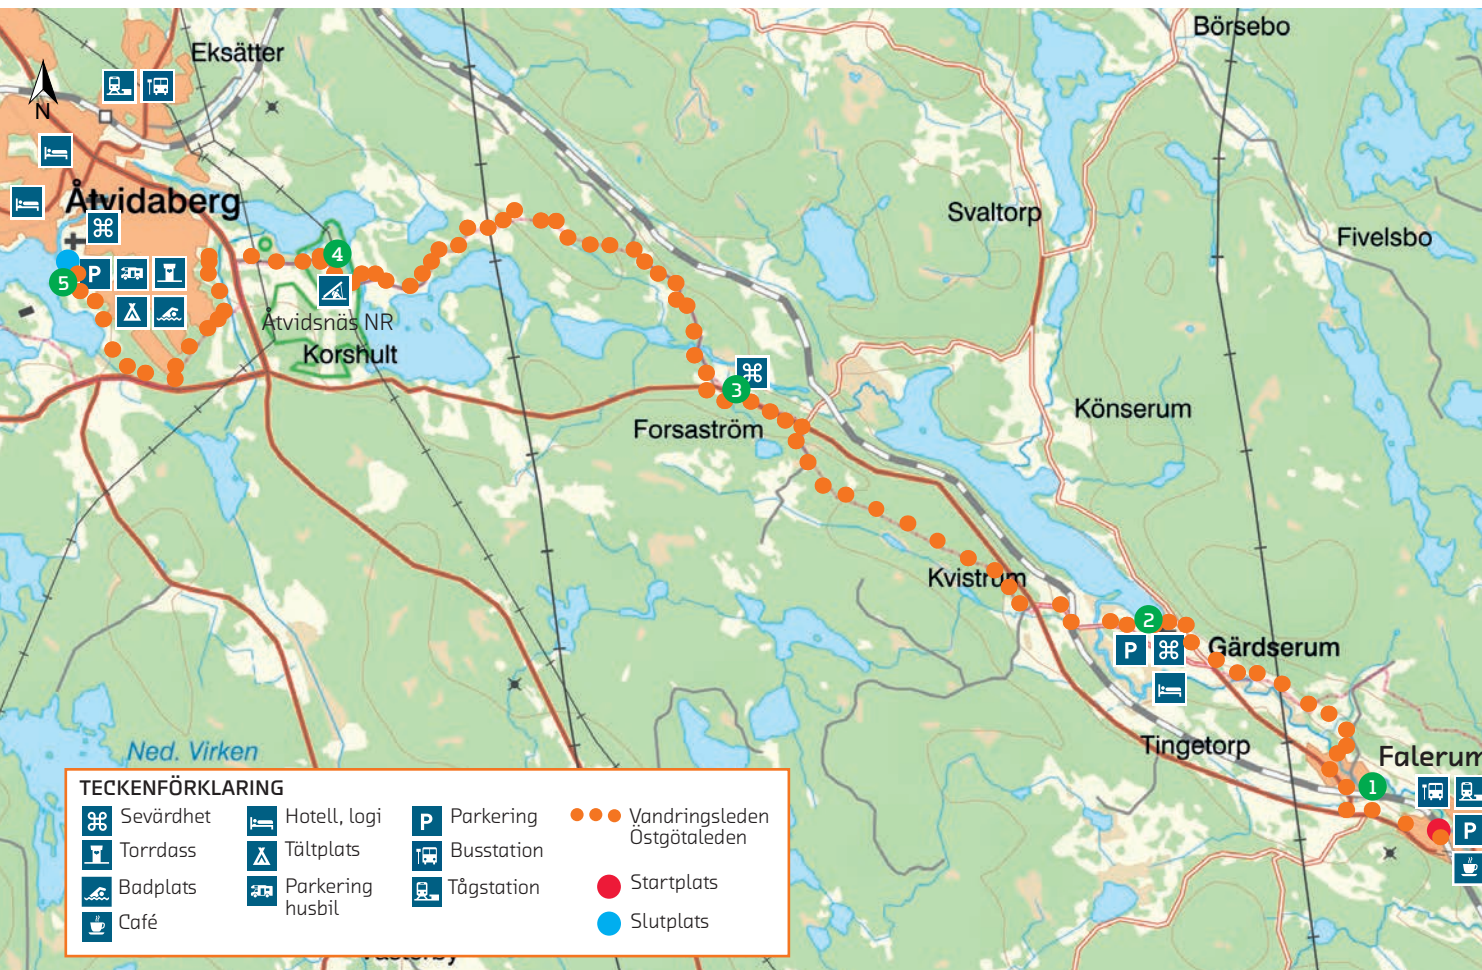 Börsebo
Eksätter
N
Åtvidaberg
Svaltorp
Fivelsbo
4
5
P
Åtvidsnäs NR
Korshult
3
Könserum
Forsaström
Kvistrum
2
P
Gärdserum
Ned. Virken
Tingetorp
Falerum
1
P
TECKENFÖRKLARING
Sevärdhet
Hotell, logi
P Parkering
Vandringsleden
Östgötaleden
Torrdass
Tältplats
Busstation
Badplats
Parkering
husbil
Tågstation
Startplats
Café
Slutplats